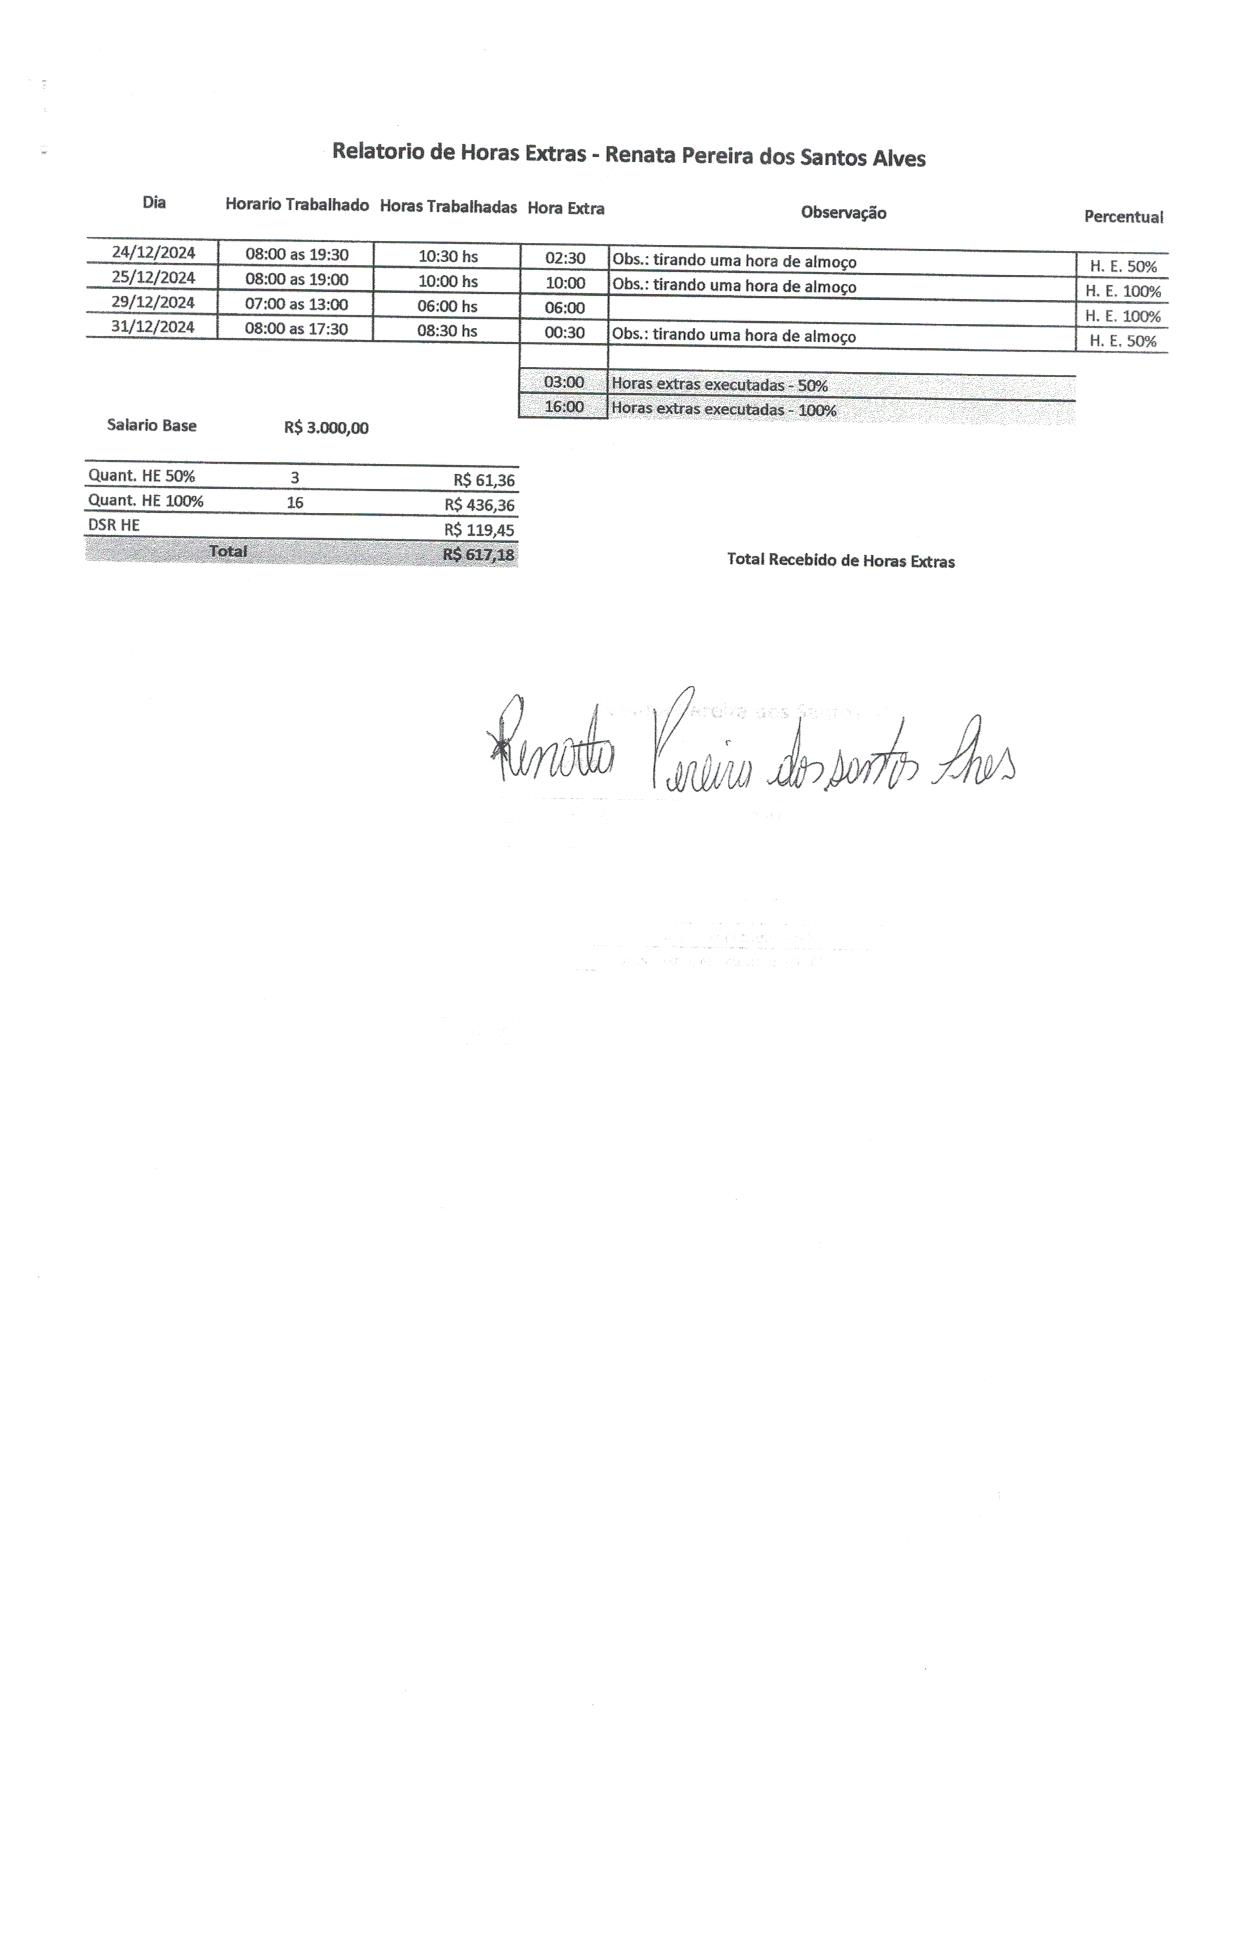 Relatorio de Horas Extras - Renata Pereira dos Santos Alves
Dia Horario Trabalhado Horas Trabalhadas Hora Extra Observação Percentual
24/12/2024 08:00 as 19:30 10:30 hs 02:30 Obs.: tirando uma hora de almoço H. E. 50%
25/12/2024 08:00 as 19:00 10:00 hs 10:00 Obs.: tirando uma hora de almoço H. E. 100%
29/12/2024 07:00 as 13:00 06:00 hs 06:00 H. E. 100%
31/12/2024 08:00 as 17:30 08:30 hs 00:30 Obs.: tirando uma hora de almoço H. E. 50%
03:00 Horas extras executadas - 50%
16:00 Horas extras executadas - 100%
Salario Base R$ 3.000,00
Quant. HE 50% 3 R$ 61,36
Quant. HE 100% 16 R$ 436,36
DSR HE R$ 119,45
Total R$ 617,18 Total Recebido de Horas Extras
Renata Pereira dos santos Alves